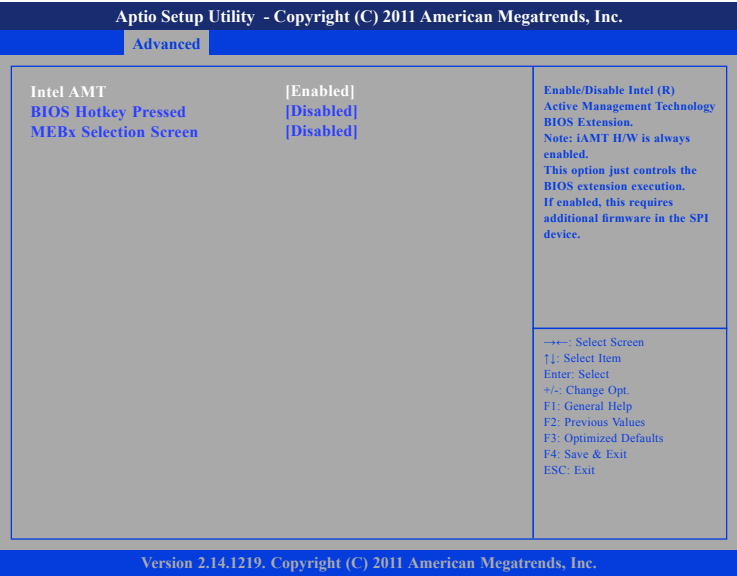 Aptio Setup Utility - Copyright (C) 2011 American Megatrends, Inc.
Advanced
Intel AMT [Enabled]
BIOS Hotkey Pressed [Disabled]
MEBx Selection Screen [Disabled]
Enable/Disable Intel (R)
Active Management Technology
BIOS Extension.
Note: iAMT H/W is always
enabled.
This option just controls the
BIOS extension execution.
If enabled, this requires
additional firmware in the SPI
device.
→←: Select Screen
↑↓: Select Item
Enter: Select
+/-: Change Opt.
F1: General Help
F2: Previous Values
F3: Optimized Defaults
F4: Save & Exit
ESC: Exit
Version 2.14.1219. Copyright (C) 2011 American Megatrends, Inc.